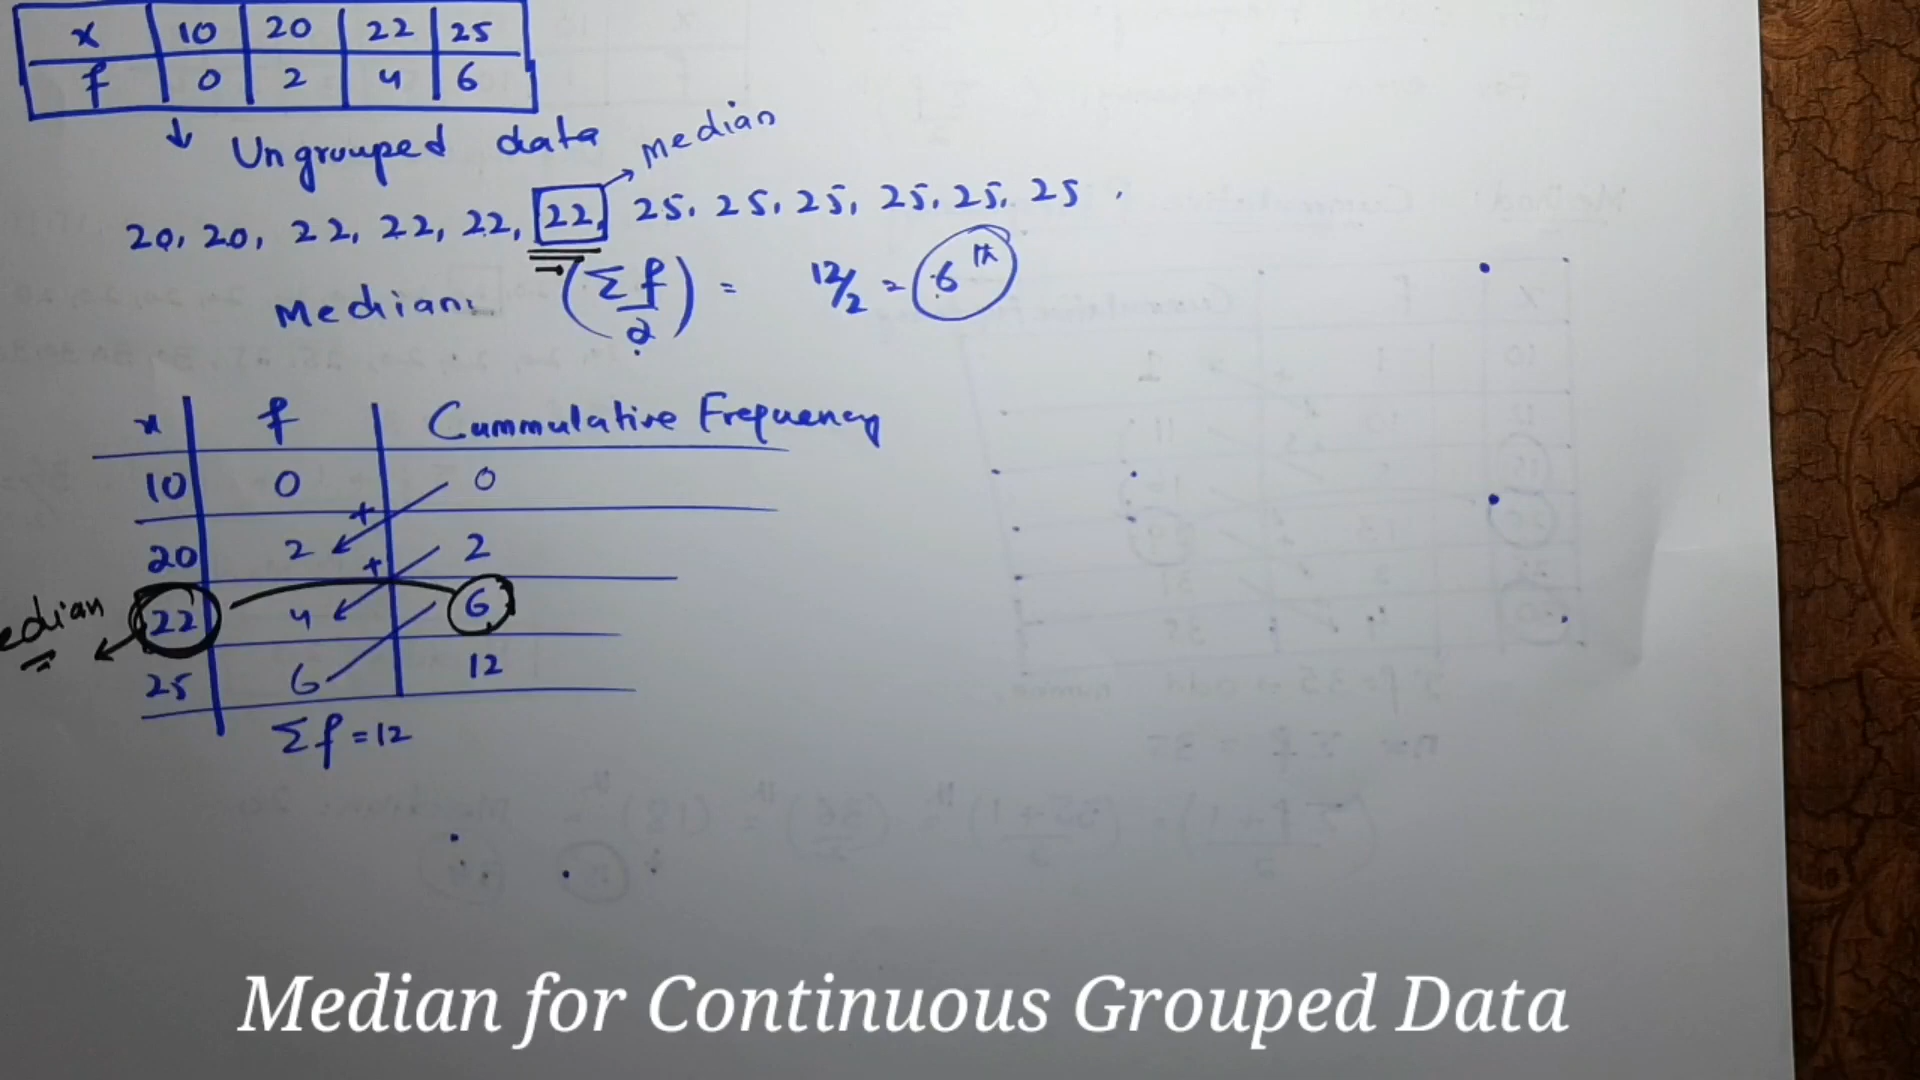 x 10 20 22 25
f 0 2 4 6
↓ Ungrouped data
median
20, 20, 22, 22, 22, 22, 25, 25, 25, 25, 25, 25,
Median: (Σf/2) = 12/2 = 6th
x f Cummulative Frequency
10 0 0
+
20 2 2
+
22 4 6
edian
25 6 12
Σf = 12
Median for Continuous Grouped Data